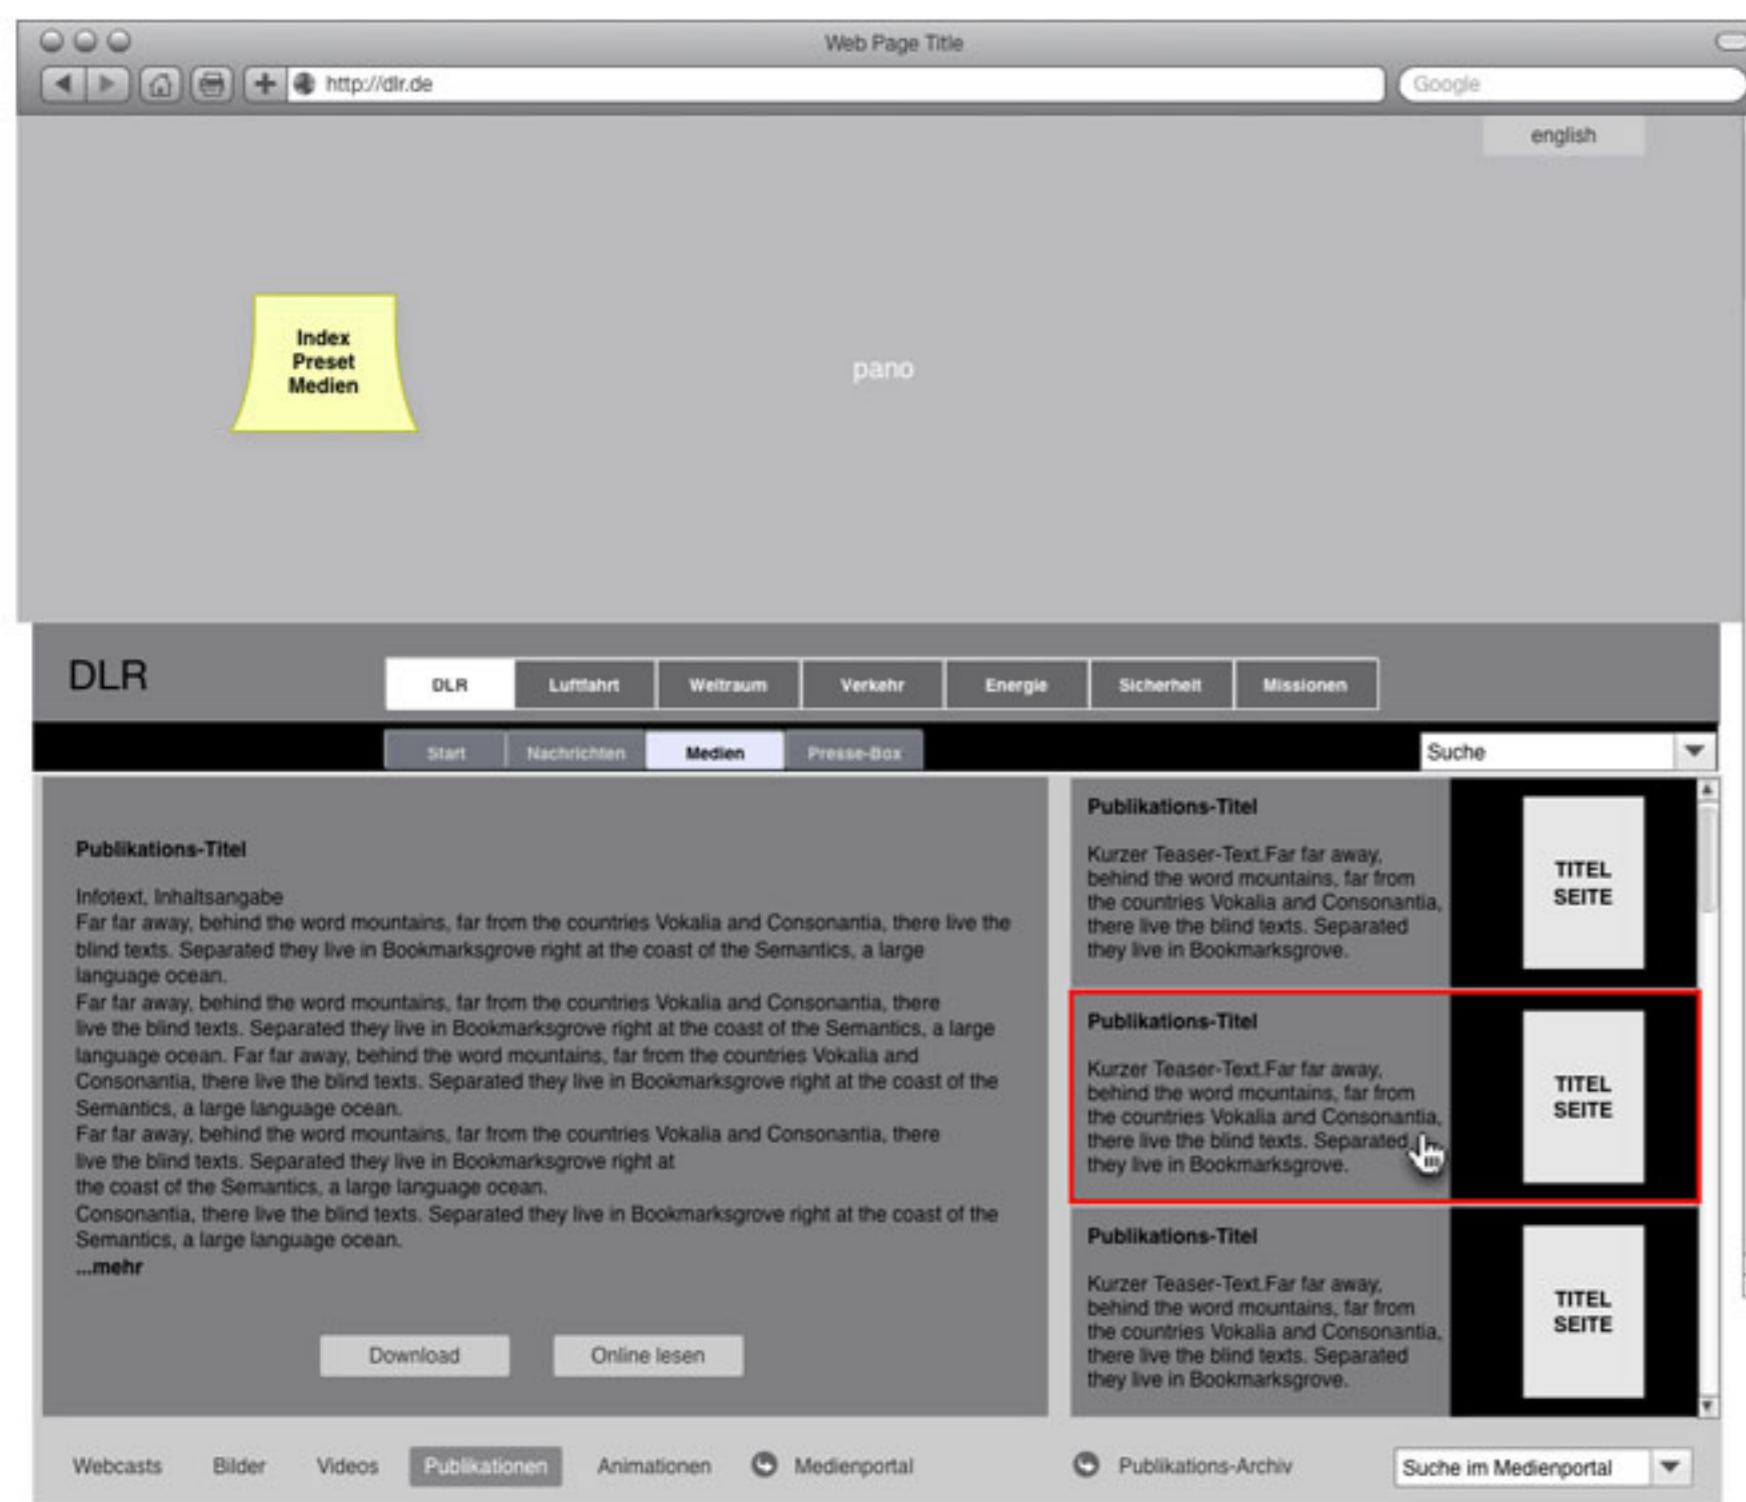 Web Page Title
http://dlr.de
Google
english
Index
Preset
Medien
pano
DLR
DLR
Luftfahrt
Weltraum
Verkehr
Energie
Sicherheit
Missionen
Start
Nachrichten
Medien
Presse-Box
Suche
Publikations-Titel
Infotext, Inhaltsangabe
Far far away, behind the word mountains, far from the countries Vokalia and Consonantia, there live the
blind texts. Separated they live in Bookmarksgrove right at the coast of the Semantics, a large
language ocean.
Far far away, behind the word mountains, far from the countries Vokalia and Consonantia, there
live the blind texts. Separated they live in Bookmarksgrove right at the coast of the Semantics, a large
language ocean. Far far away, behind the word mountains, far from the countries Vokalia and
Consonantia, there live the blind texts. Separated they live in Bookmarksgrove right at the coast of the
Semantics, a large language ocean.
Far far away, behind the word mountains, far from the countries Vokalia and Consonantia, there
live the blind texts. Separated they live in Bookmarksgrove right at
the coast of the Semantics, a large language ocean.
Consonantia, there live the blind texts. Separated they live in Bookmarksgrove right at the coast of the
Semantics, a large language ocean.
...mehr
Download
Online lesen
Publikations-Titel
Kurzer Teaser-Text.Far far away,
behind the word mountains, far from
the countries Vokalia and Consonantia,
there live the blind texts. Separated
they live in Bookmarksgrove.
TITEL
SEITE
Publikations-Titel
Kurzer Teaser-Text.Far far away,
behind the word mountains, far from
the countries Vokalia and Consonantia,
there live the blind texts. Separated
they live in Bookmarksgrove.
TITEL
SEITE
Publikations-Titel
Kurzer Teaser-Text.Far far away,
behind the word mountains, far from
the countries Vokalia and Consonantia,
there live the blind texts. Separated
they live in Bookmarksgrove.
TITEL
SEITE
Webcasts
Bilder
Videos
Publikationen
Animationen
Medienportal
Publikations-Archiv
Suche im Medienportal